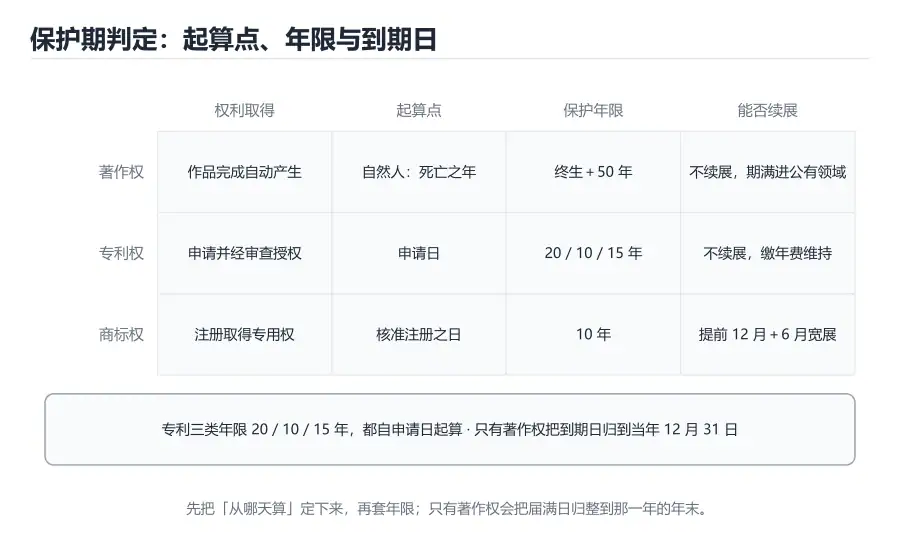 保护期判定：起算点、年限与到期日
权利取得 起算点 保护年限 能否续展
著作权 作品完成自动产生 自然人：死亡之年 终生 + 50 年 不续展，期满进公有领域
专利权 申请并经审查授权 申请日 20 / 10 / 15 年 不续展，缴年费维持
商标权 注册取得专用权 核准注册之日 10 年 提前 12 月 + 6 月宽展
专利三类年限 20 / 10 / 15 年，都自申请日起算 · 只有著作权把到期日归到当年 12 月 31 日
先把「从哪天算」定下来，再套年限；只有著作权会把届满日归整到那一年的年末。